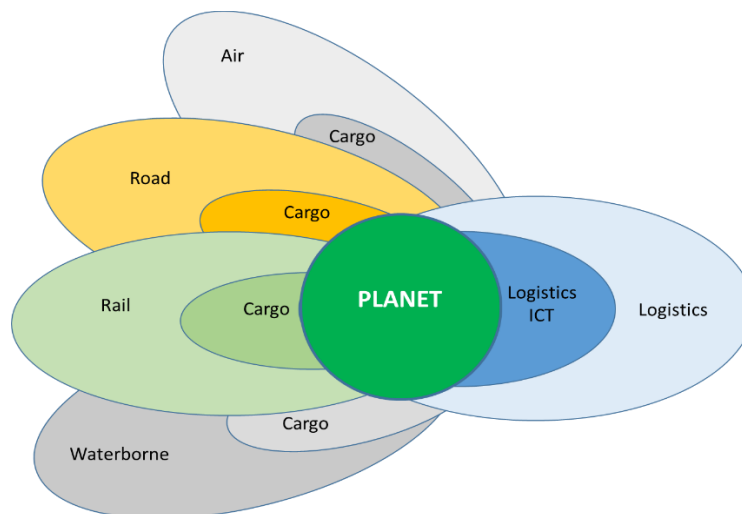 Air
Cargo
Road
Cargo
Rail
Cargo
PLANET
Logistics
ICT
Logistics
Cargo
Waterborne